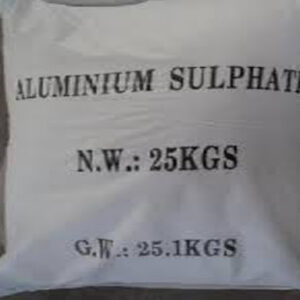 ALUMINIUM SULPHATE
N.W.: 25KGS
G.W.: 25.1KGS